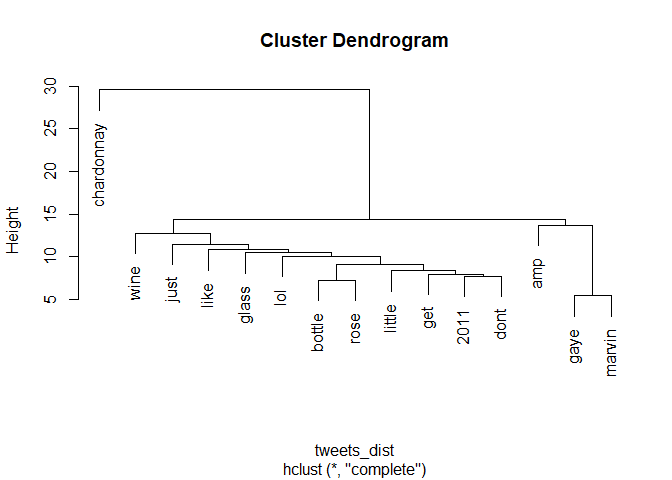 Cluster Dendrogram
Height
30
25
20
15
10
5
chardonnay
wine
just
like
glass
lol
bottle
rose
little
get
2011
dont
amp
gaye
marvin
tweets_dist
hclust (*, "complete")